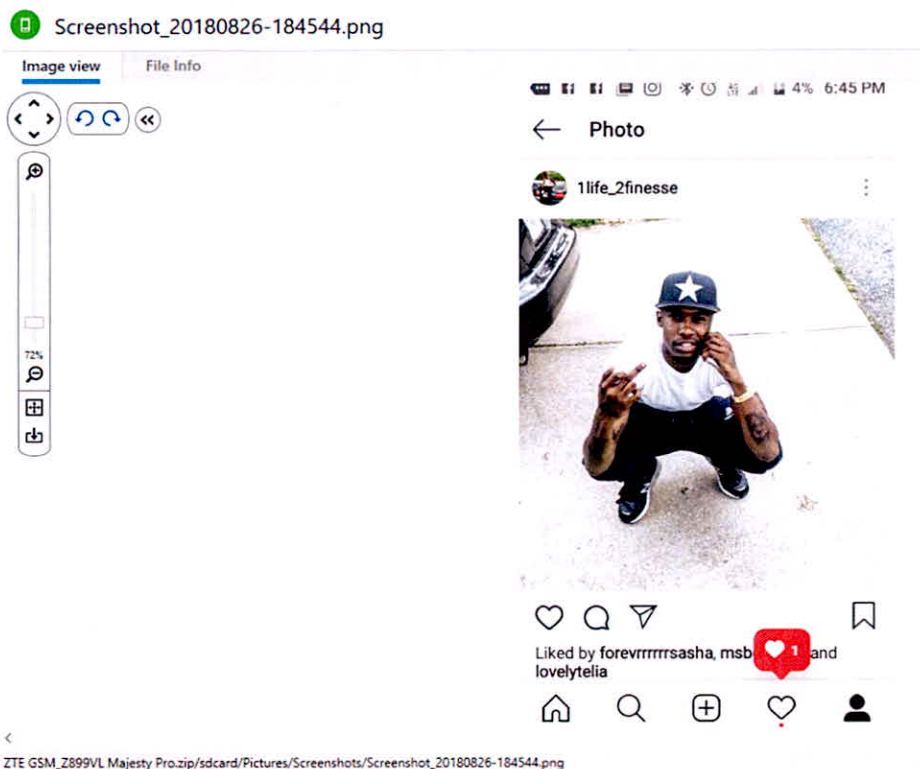 Screenshot_20180826-184544.png
Image view File Info
4% 6:45 PM
Photo
1life_2finesse
72%
Liked by forevrrrrrrsasha, msb 1 and
lovelytelia
ZTE GSM_Z899VL Majesty Pro.zip/sdcard/Pictures/Screenshots/Screenshot_20180826-184544.png